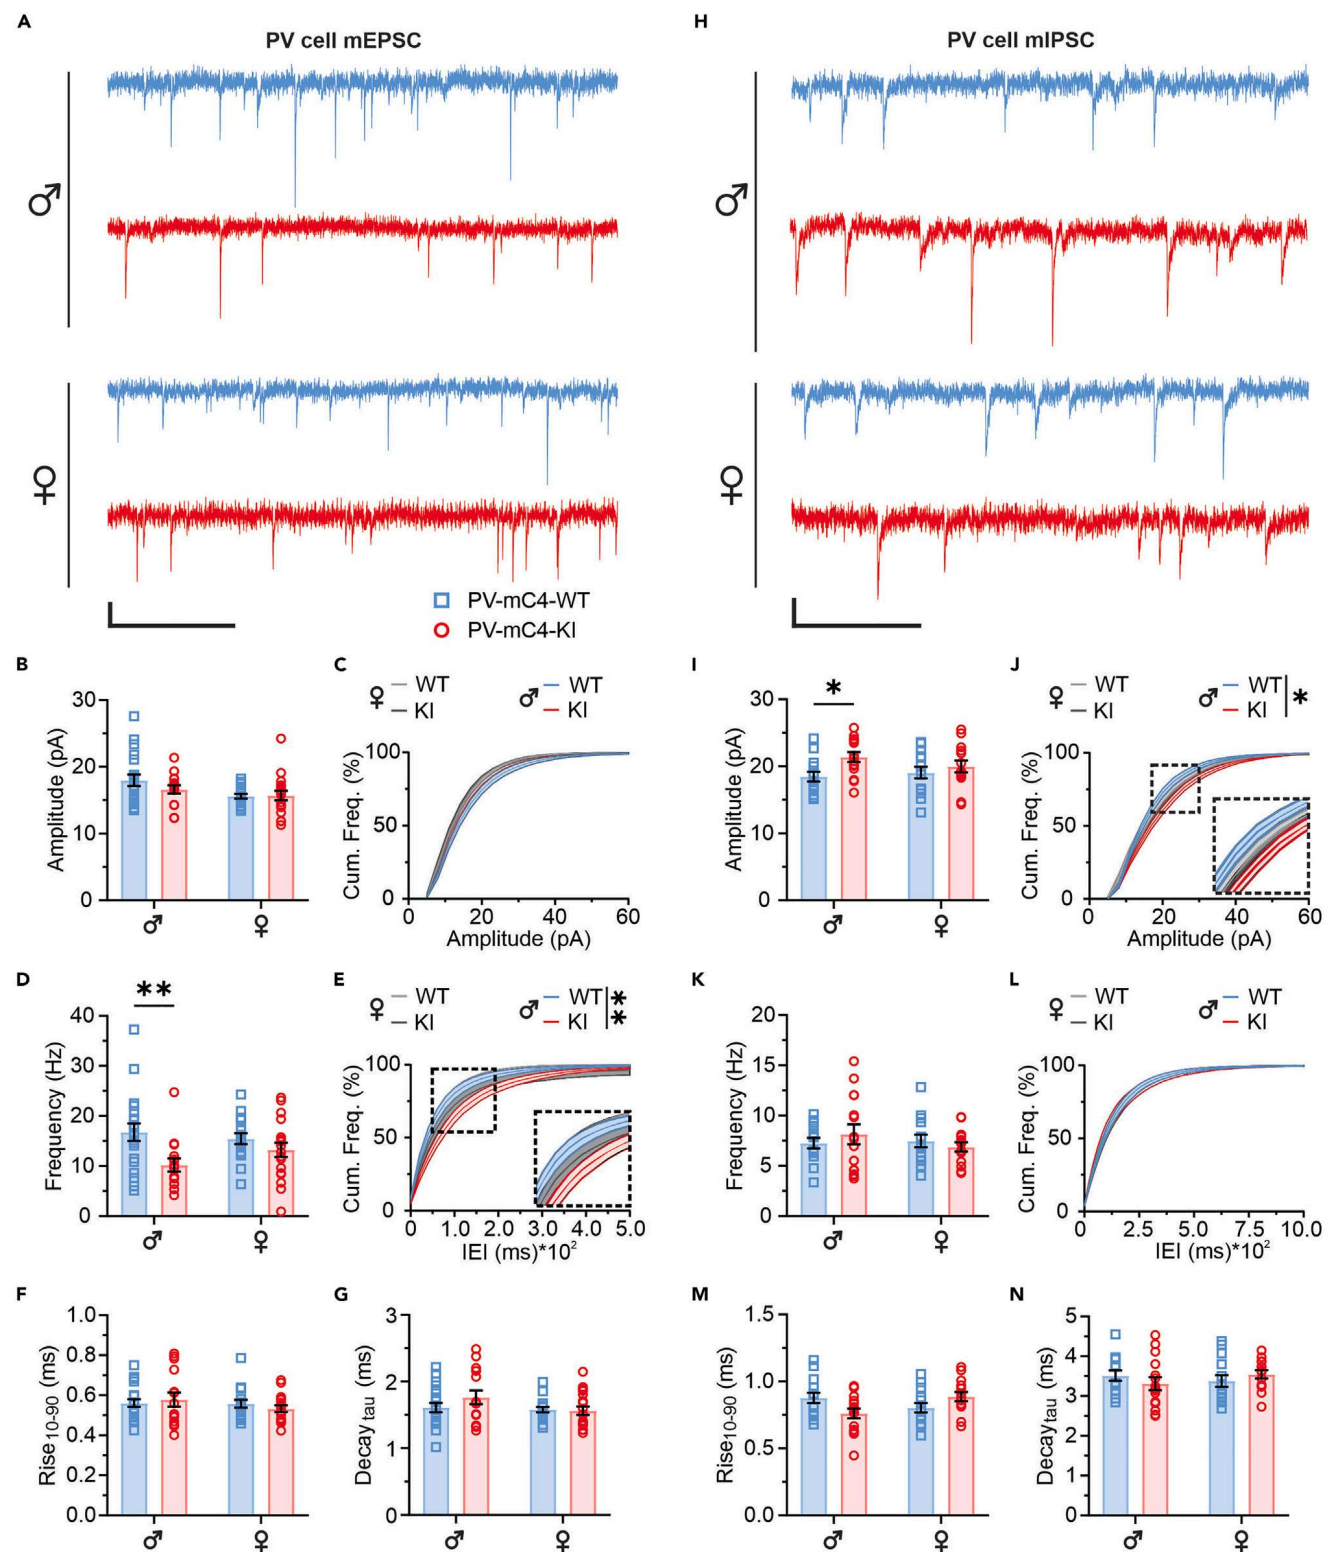 A
PV cell mEPSC
♂
♀
PV-mC4-WT
PV-mC4-KI
H
PV cell mIPSC
♂
♀
B
Amplitude (pA)
30
20
10
0
♂ ♀
C
♀ WT
KI
♂ WT
KI
Cum. Freq. (%)
100
50
0
0 20 40 60
Amplitude (pA)
I
*
Amplitude (pA)
30
20
10
0
♂ ♀
J
♀ WT
KI
♂ WT
KI
*
Cum. Freq. (%)
100
50
0
0 20 40 60
Amplitude (pA)
D
**
Frequency (Hz)
40
30
20
10
0
♂ ♀
E
♀ WT
KI
♂ WT
KI
**
Cum. Freq. (%)
100
50
0
0 1.0 2.0 3.0 4.0 5.0
IEI (ms)*10²
K
Frequency (Hz)
20
15
10
5
0
♂ ♀
L
♀ WT
KI
♂ WT
KI
Cum. Freq. (%)
100
50
0
0 2.5 5.0 7.5 10.0
IEI (ms)*10²
F
Rise10-90 (ms)
1.0
0.8
0.6
0.4
0.2
0.0
♂ ♀
G
Decay tau (ms)
3
2
1
0
♂ ♀
M
Rise10-90 (ms)
1.5
1.0
0.5
0.0
♂ ♀
N
Decay tau (ms)
5
4
3
2
1
0
♂ ♀